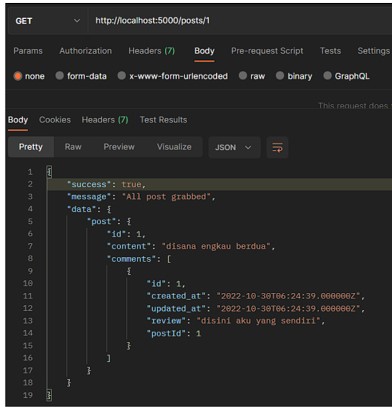 GET http://localhost:5000/posts/1
Params Authorization Headers (7) Body Pre-request Script Tests Settings
none form-data x-www-form-urlencoded raw binary GraphQL
This request does
Body Cookies Headers (7) Test Results
Pretty Raw Preview Visualize JSON
1 {
2 "success": true,
3 "message": "All post grabbed",
4 "data": {
5 "post": {
6 "id": 1,
7 "content": "disana engkau berdua",
8 "comments": [
9 {
10 "id": 1,
11 "created_at": "2022-10-30T06:24:39.000000Z",
12 "updated_at": "2022-10-30T06:24:39.000000Z",
13 "review": "disini aku yang sendiri",
14 "postId": 1
15 }
16 ]
17 }
18 }
19 }